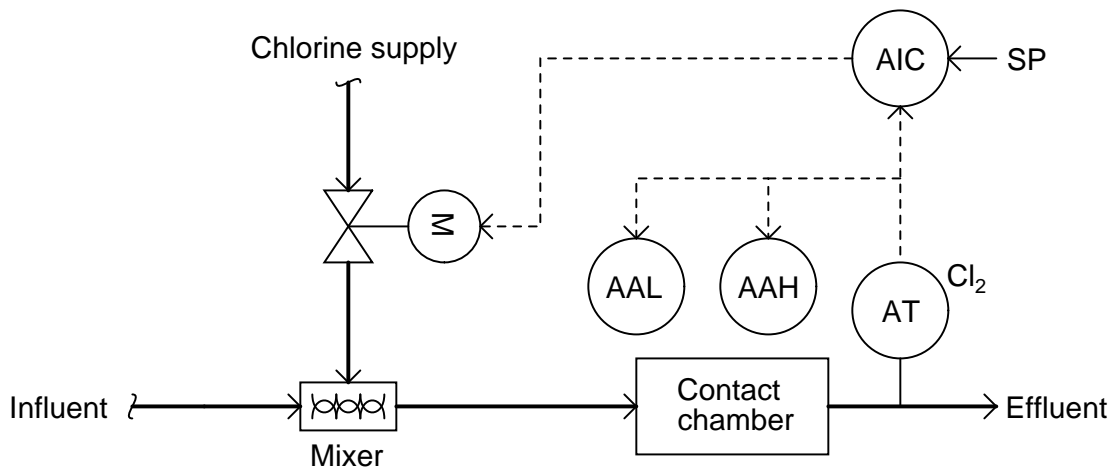 Chlorine supply
AIC
SP
M
AAL
AAH
AT
Cl₂
Influent
Mixer
Contact
chamber
Effluent